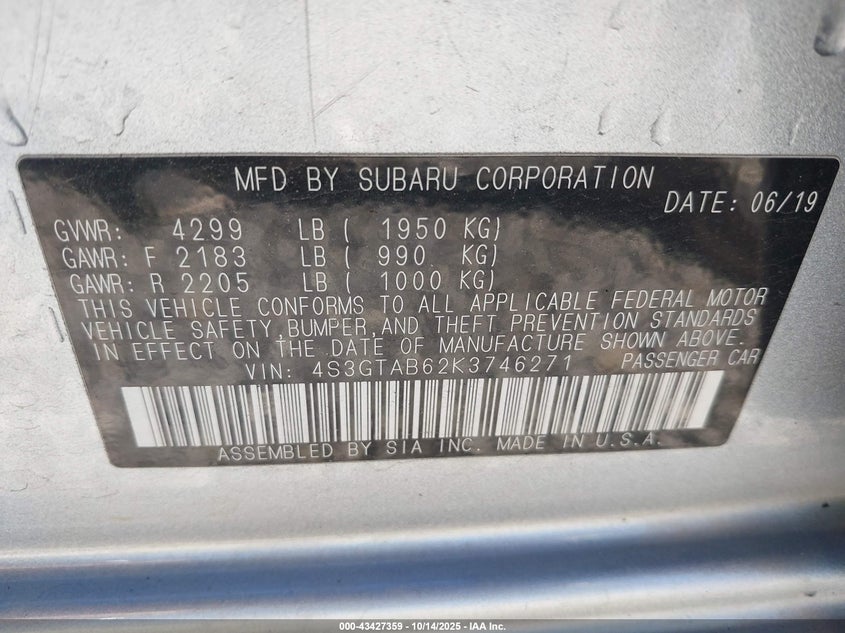 MFD BY SUBARU CORPORATION
DATE: 06/19
GVWR: 4299 LB ( 1950 KG)
GAWR: F 2183 LB ( 990 KG)
GAWR: R 2205 LB ( 1000 KG)
THIS VEHICLE CONFORMS TO ALL APPLICABLE FEDERAL MOTOR
VEHICLE SAFETY, BUMPER, AND THEFT PREVENTION STANDARDS
IN EFFECT ON THE DATE OF MANUFACTURE SHOWN ABOVE.
VIN: 4S3GTAB62K3746271 PASSENGER CAR
ASSEMBLED BY SIA INC. MADE IN U.S.A.
000-43427359 - 10/14/2025 - IAA Inc.